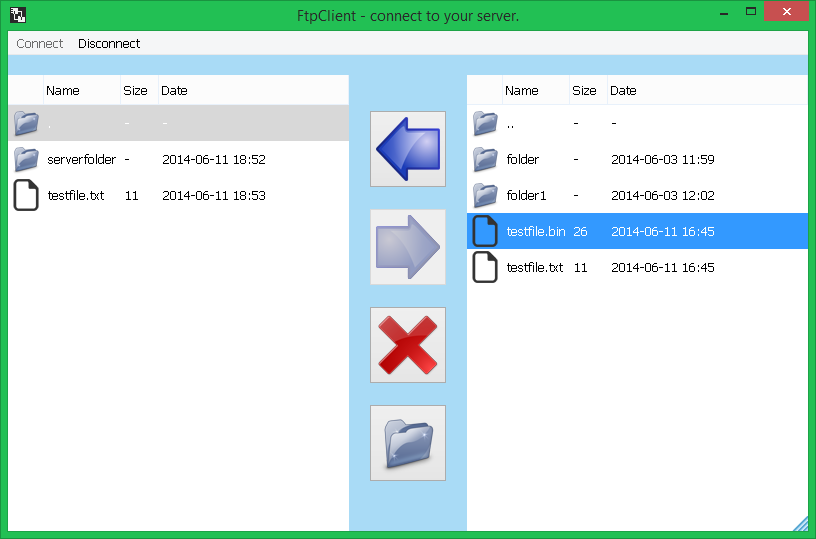 FtpClient - connect to your server.
Connect Disconnect
Name Size Date
. - -
serverfolder - 2014-06-11 18:52
testfile.txt 11 2014-06-11 18:53
Name Size Date
.. - -
folder - 2014-06-03 11:59
folder1 - 2014-06-03 12:02
testfile.bin 26 2014-06-11 16:45
testfile.txt 11 2014-06-11 16:45